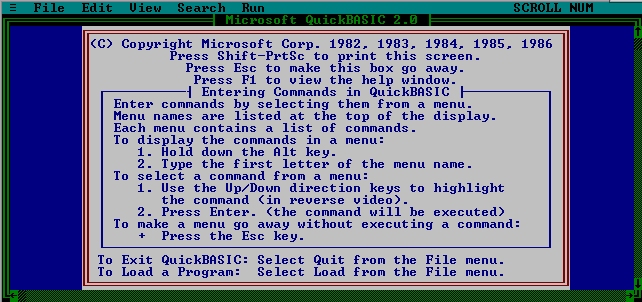 ≡ File Edit View Search Run SCROLL NUM
Microsoft QuickBASIC 2.0
(C) Copyright Microsoft Corp. 1982, 1983, 1984, 1985, 1986
Press Shift-PrtSc to print this screen.
Press Esc to make this box go away.
Press F1 to view the help window.
Entering Commands in QuickBASIC
Enter commands by selecting them from a menu.
Menu names are listed at the top of the display.
Each menu contains a list of commands.
To display the commands in a menu:
1. Hold down the Alt key.
2. Type the first letter of the menu name.
To select a command from a menu:
1. Use the Up/Down direction keys to highlight
the command (in reverse video).
2. Press Enter. (the command will be executed)
To make a menu go away without executing a command:
+ Press the Esc key.
To Exit QuickBASIC: Select Quit from the File menu.
To Load a Program: Select Load from the File menu.